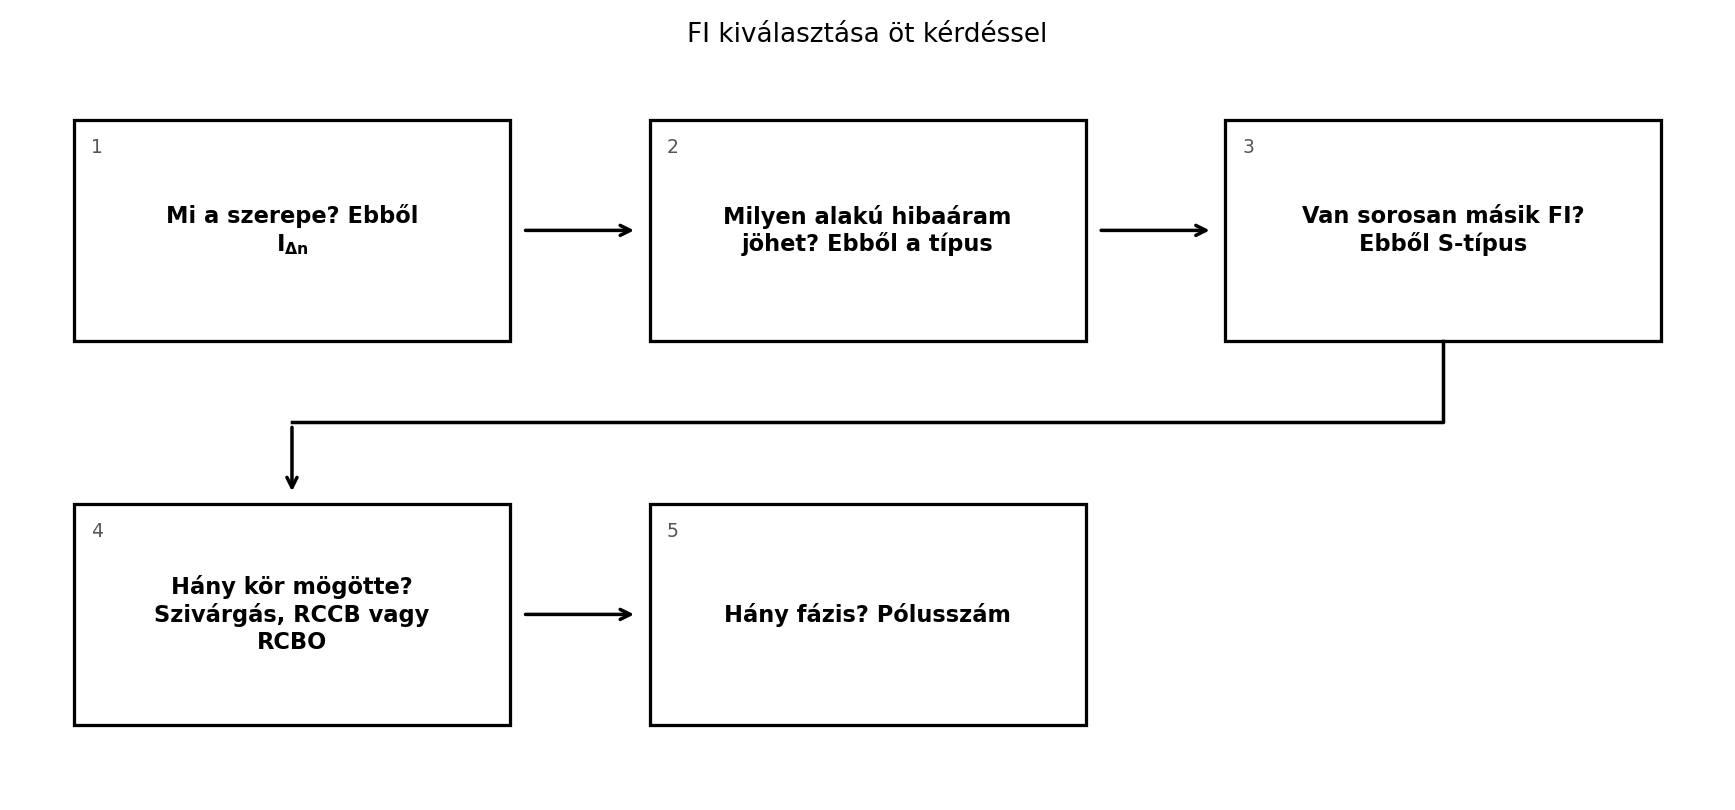 FI kiválasztása öt kérdéssel
1
Mi a szerepe? Ebből
IΔn
2
Milyen alakú hibaáram
jöhet? Ebből a típus
3
Van sorosan másik FI?
Ebből S-típus
4
Hány kör mögötte?
Szivárgás, RCCB vagy
RCBO
5
Hány fázis? Pólusszám